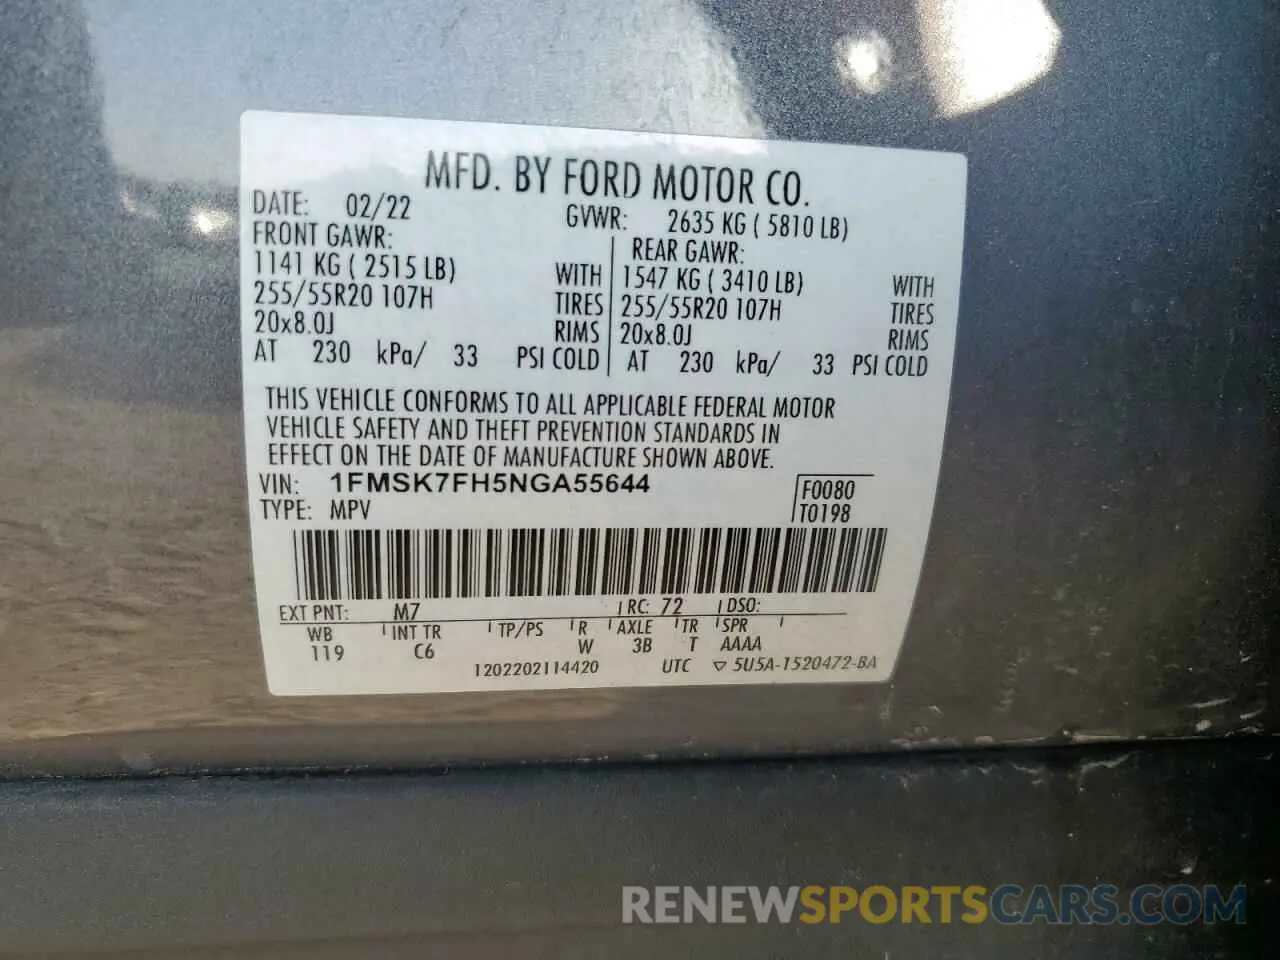 MFD. BY FORD MOTOR CO.
DATE: 02/22 GVWR: 2635 KG ( 5810 LB)
FRONT GAWR: REAR GAWR:
1141 KG ( 2515 LB) WITH 1547 KG ( 3410 LB) WITH
255/55R20 107H TIRES 255/55R20 107H TIRES
20x8.0J RIMS 20x8.0J RIMS
AT 230 kPa/ 33 PSI COLD AT 230 kPa/ 33 PSI COLD
THIS VEHICLE CONFORMS TO ALL APPLICABLE FEDERAL MOTOR
VEHICLE SAFETY AND THEFT PREVENTION STANDARDS IN
EFFECT ON THE DATE OF MANUFACTURE SHOWN ABOVE.
VIN: 1FMSK7FH5NGA55644 F0080
TYPE: MPV T0198
EXT PNT: M7 RC: 72 DSO:
WB INT TR TP/PS R AXLE TR SPR
119 C6 W 3B T AAAA
1202202114420 UTC ▽ 5U5A-1520472-BA
RENEWSPORTSCARS.COM